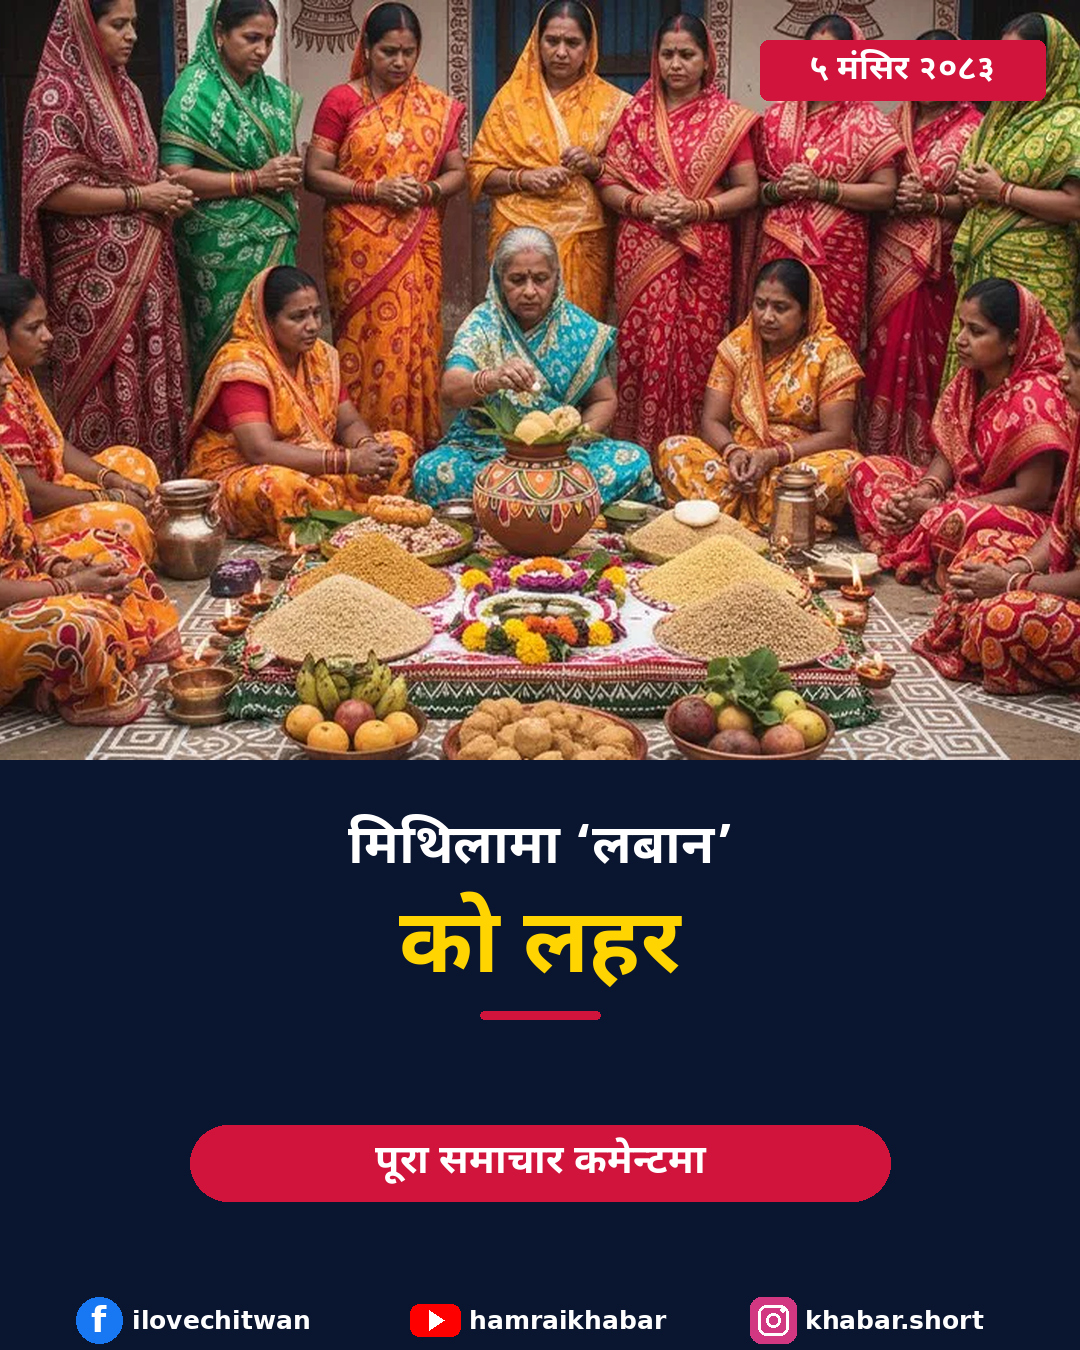 ५ मंसिर २०८३
मिथिलामा ‘लबान’
को लहर
पूरा समाचार कमेन्टमा
ilovechitwan
hamraikhabar
khabar.short